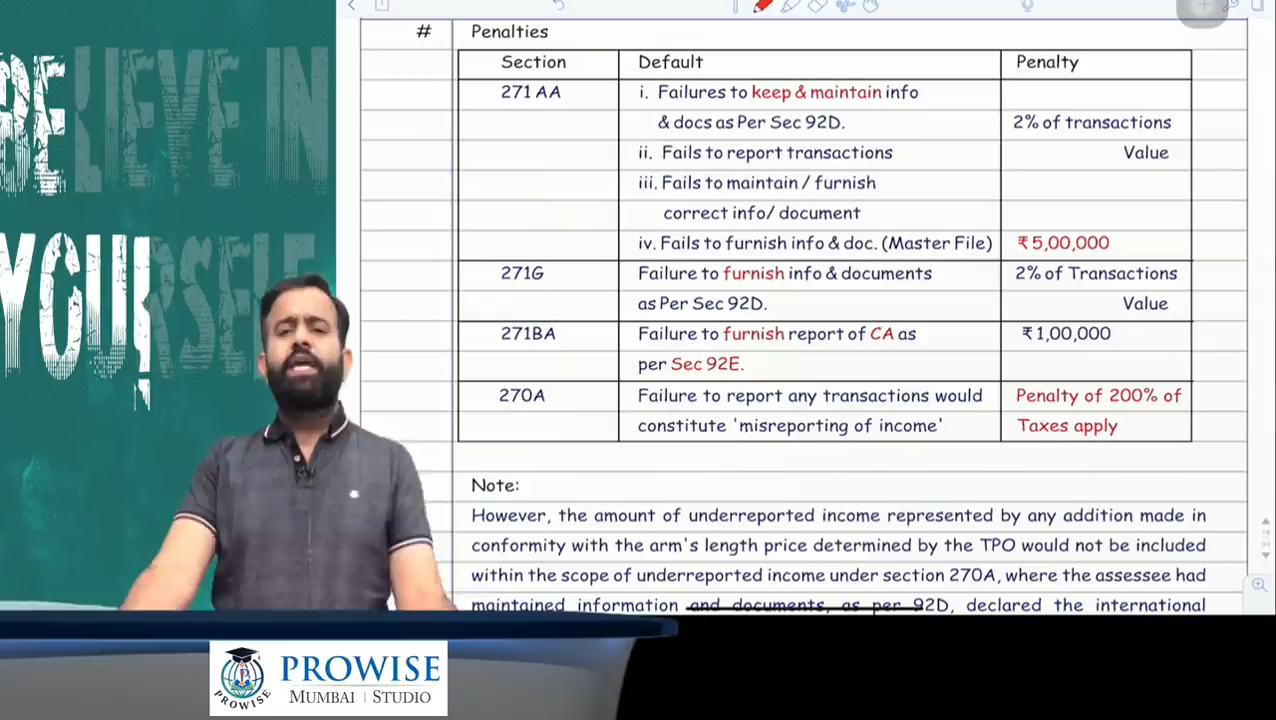 BELIEVE IN
YOURSELF
!
# Penalties
Section Default Penalty
271 AA i. Failures to keep & maintain info
& docs as Per Sec 92D. 2% of transactions
ii. Fails to report transactions Value
iii. Fails to maintain / furnish
correct info/ document
iv. Fails to furnish info & doc. (Master File) ₹ 5,00,000
271G Failure to furnish info & documents 2% of Transactions
as Per Sec 92D. Value
271BA Failure to furnish report of CA as ₹ 1,00,000
per Sec 92E.
270A Failure to report any transactions would Penalty of 200% of
constitute 'misreporting of income' Taxes apply
Note:
However, the amount of underreported income represented by any addition made in
conformity with the arm's length price determined by the TPO would not be included
within the scope of underreported income under section 270A, where the assessee had
maintained information and documents, as per 92D, declared the international
PROWISE
PROWISE
MUMBAI | STUDIO